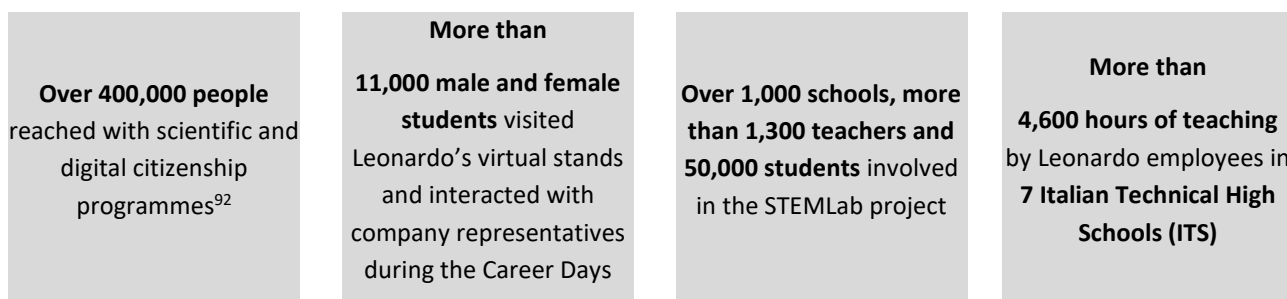 Over 400,000 people
reached with scientific and
digital citizenship
programmes92
More than
11,000 male and female
students visited
Leonardo’s virtual stands
and interacted with
company representatives
during the Career Days
Over 1,000 schools, more
than 1,300 teachers and
50,000 students involved
in the STEMLab project
More than
4,600 hours of teaching
by Leonardo employees in
7 Italian Technical High
Schools (ITS)